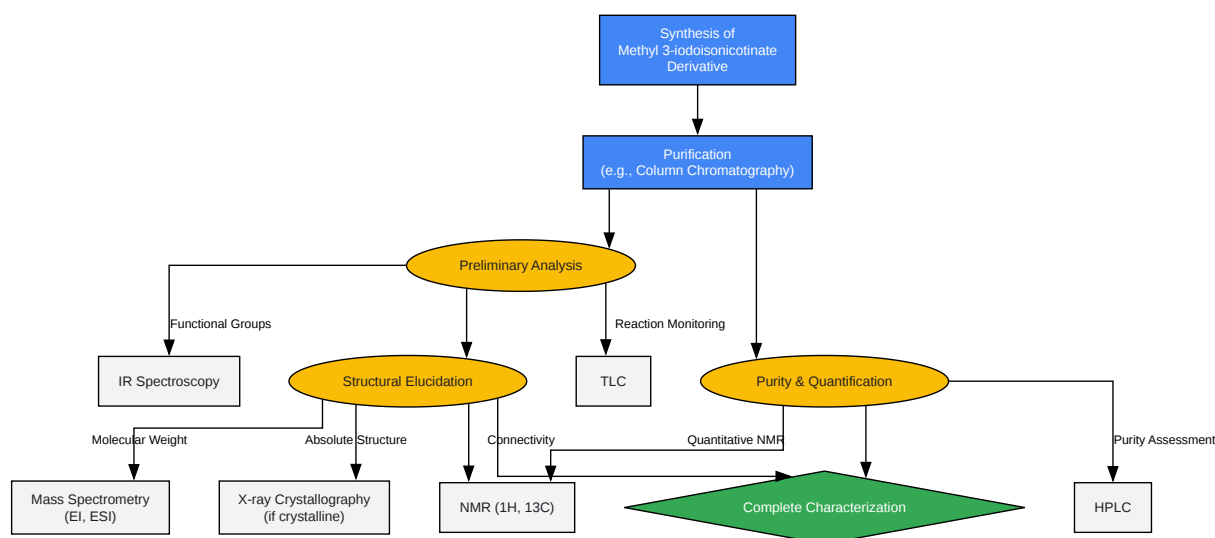 Synthesis of
Methyl 3-iodoisonicotinate
Derivative
Purification
(e.g., Column Chromatography)
Preliminary Analysis
Functional Groups
Reaction Monitoring
IR Spectroscopy
Structural Elucidation
TLC
Purity & Quantification
Molecular Weight
Absolute Structure
Connectivity
Quantitative NMR
Purity Assessment
Mass Spectrometry
(EI, ESI)
X-ray Crystallography
(if crystalline)
NMR (1H, 13C)
Complete Characterization
HPLC